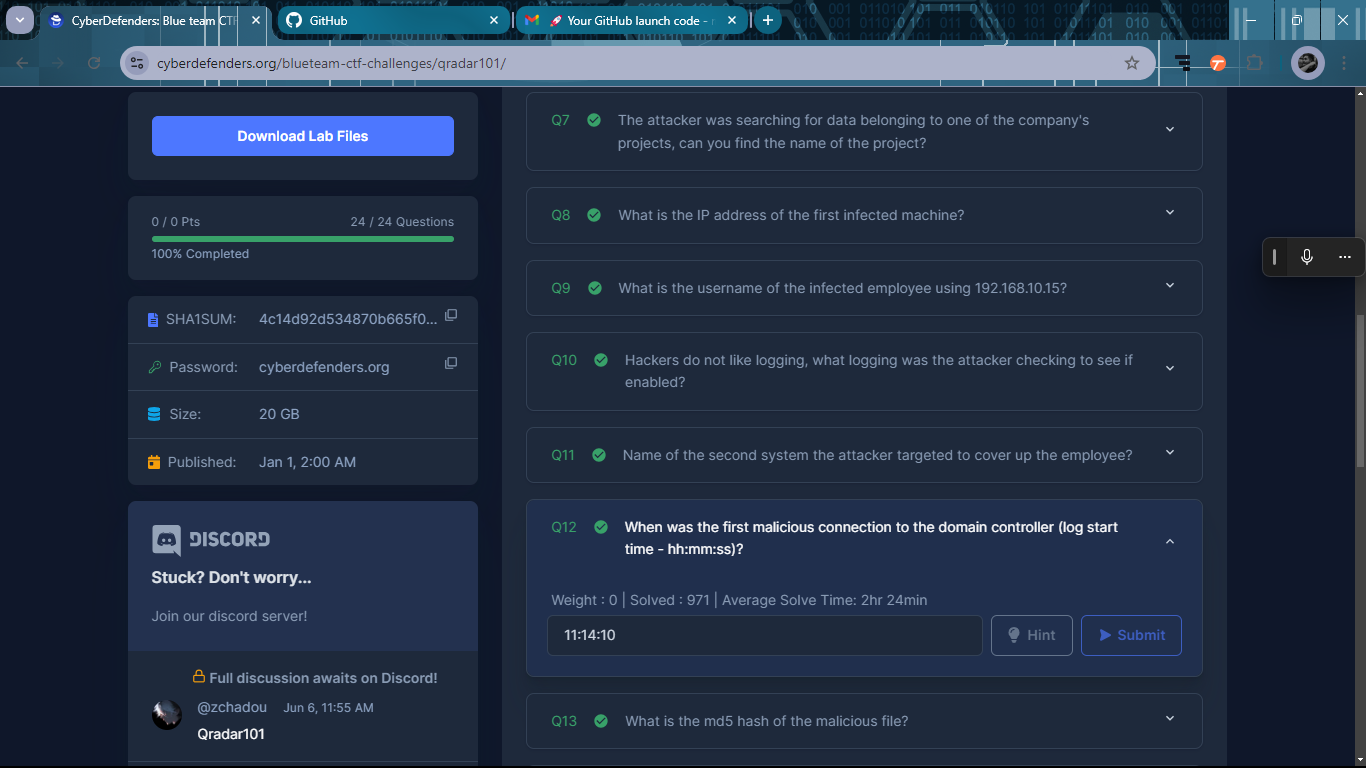 CyberDefenders: Blue team CTF
GitHub
Your GitHub launch code -
cyberdefenders.org/blueteam-ctf-challenges/qradar101/
Download Lab Files
0 / 0 Pts
24 / 24 Questions
100% Completed
SHA1SUM:
4c14d92d534870b665f0...
Password:
cyberdefenders.org
Size:
20 GB
Published:
Jan 1, 2:00 AM
DISCORD
Stuck? Don't worry...
Join our discord server!
Full discussion awaits on Discord!
@zchadou Jun 6, 11:55 AM
Qradar101
Q7 The attacker was searching for data belonging to one of the company's
projects, can you find the name of the project?
Q8 What is the IP address of the first infected machine?
Q9 What is the username of the infected employee using 192.168.10.15?
Q10 Hackers do not like logging, what logging was the attacker checking to see if
enabled?
Q11 Name of the second system the attacker targeted to cover up the employee?
Q12 When was the first malicious connection to the domain controller (log start
time - hh:mm:ss)?
Weight : 0 | Solved : 971 | Average Solve Time: 2hr 24min
11:14:10
Hint
Submit
Q13 What is the md5 hash of the malicious file?